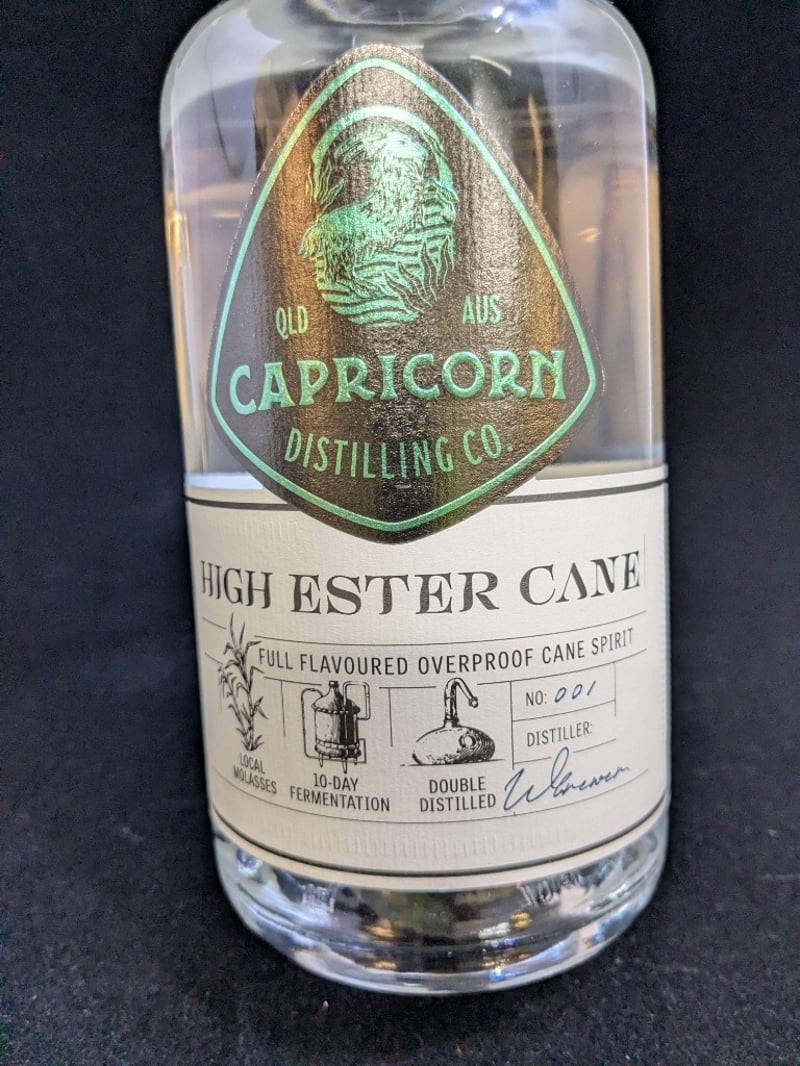 QLD AUS
CAPRICORN
DISTILLING CO.
HIGH ESTER CANE
FULL FLAVOURED OVERPROOF CANE SPIRIT
NO: 001
DISTILLER:
LOCAL
MOLASSES
10-DAY
FERMENTATION
DOUBLE
DISTILLED